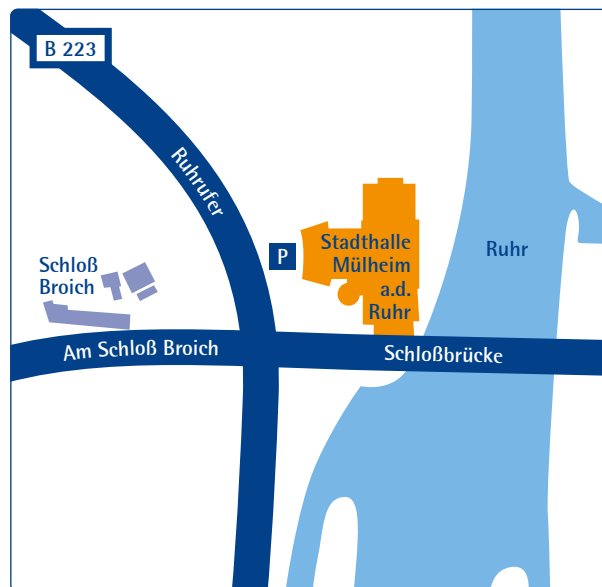 B 223
Ruhrufer
P
Stadthalle
Mülheim
a.d.
Ruhr
Ruhr
Schloß
Broich
Am Schloß Broich
Schloßbrücke